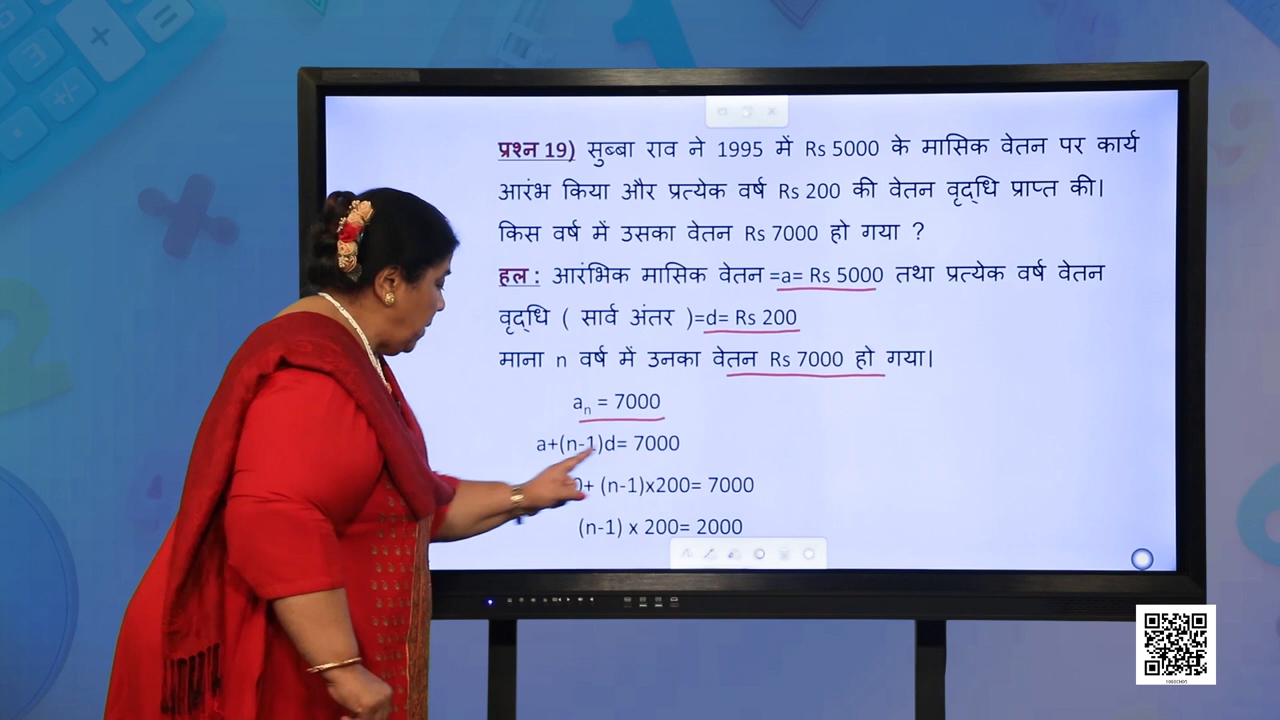 प्रश्न 19) सुब्बा राव ने 1995 में Rs 5000 के मासिक वेतन पर कार्य
आरंभ किया और प्रत्येक वर्ष Rs 200 की वेतन वृद्धि प्राप्त की।
किस वर्ष में उसका वेतन Rs 7000 हो गया ?
हल : आरंभिक मासिक वेतन =a= Rs 5000 तथा प्रत्येक वर्ष वेतन
वृद्धि ( सार्व अंतर )=d= Rs 200
माना n वर्ष में उनका वेतन Rs 7000 हो गया।
aₙ = 7000
a+(n-1)d= 7000
0+ (n-1)x200= 7000
(n-1) x 200= 2000